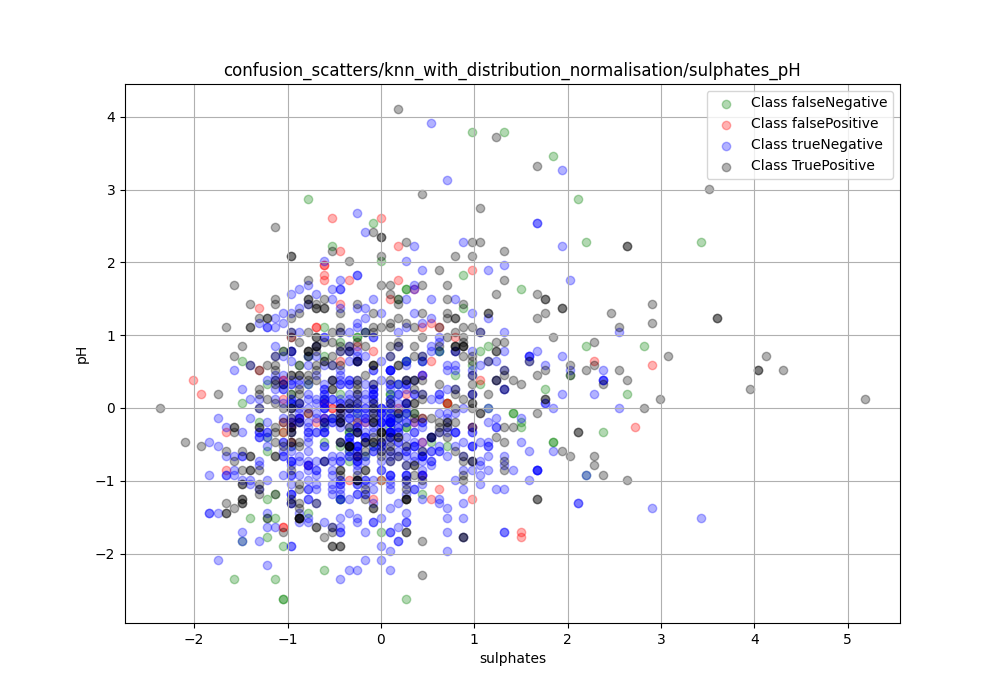 confusion_scatters/knn_with_distribution_normalisation/sulphates_pH
Class falseNegative
Class falsePositive
Class trueNegative
Class TruePositive
4
3
2
1
0
−1
−2
pH
−2 −1 0 1 2 3 4 5
sulphates